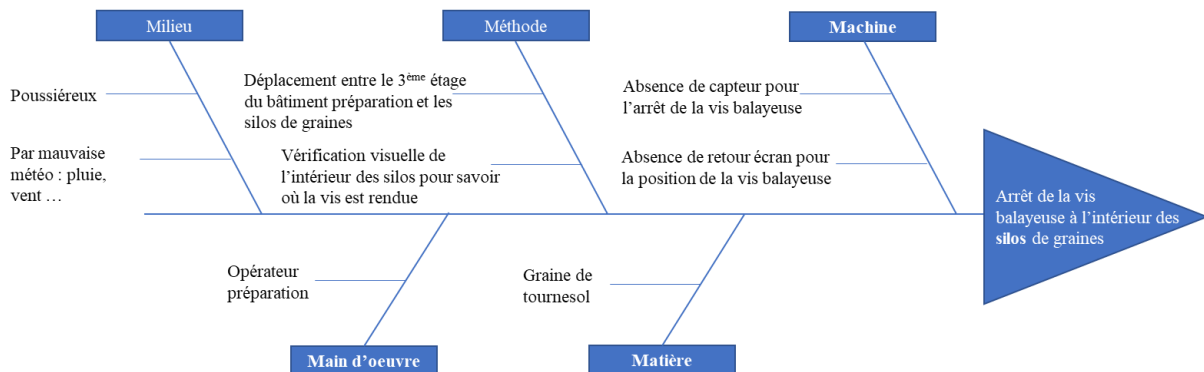 Milieu
Méthode
Machine
Poussiéreux
Par mauvaise
météo : pluie,
vent …
Déplacement entre le 3ème étage
du bâtiment préparation et les
silos de graines
Vérification visuelle de
l’intérieur des silos pour savoir
où la vis est rendue
Absence de capteur pour
l’arrêt de la vis balayeuse
Absence de retour écran pour
la position de la vis balayeuse
Arrêt de la vis
balayeuse à l’intérieur des
silos de graines
Opérateur
préparation
Graine de
tournesol
Main d’oeuvre
Matière